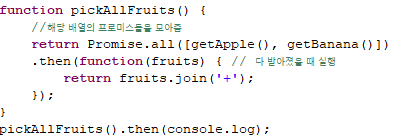 function pickAllFruits() {
//해당 배열의 프로미스들을 모아줌
return Promise.all([getApple(), getBanana()])
.then(function(fruits) { // 다 받아졌을 때 실행
return fruits.join('+');
});
}
pickAllFruits().then(console.log);